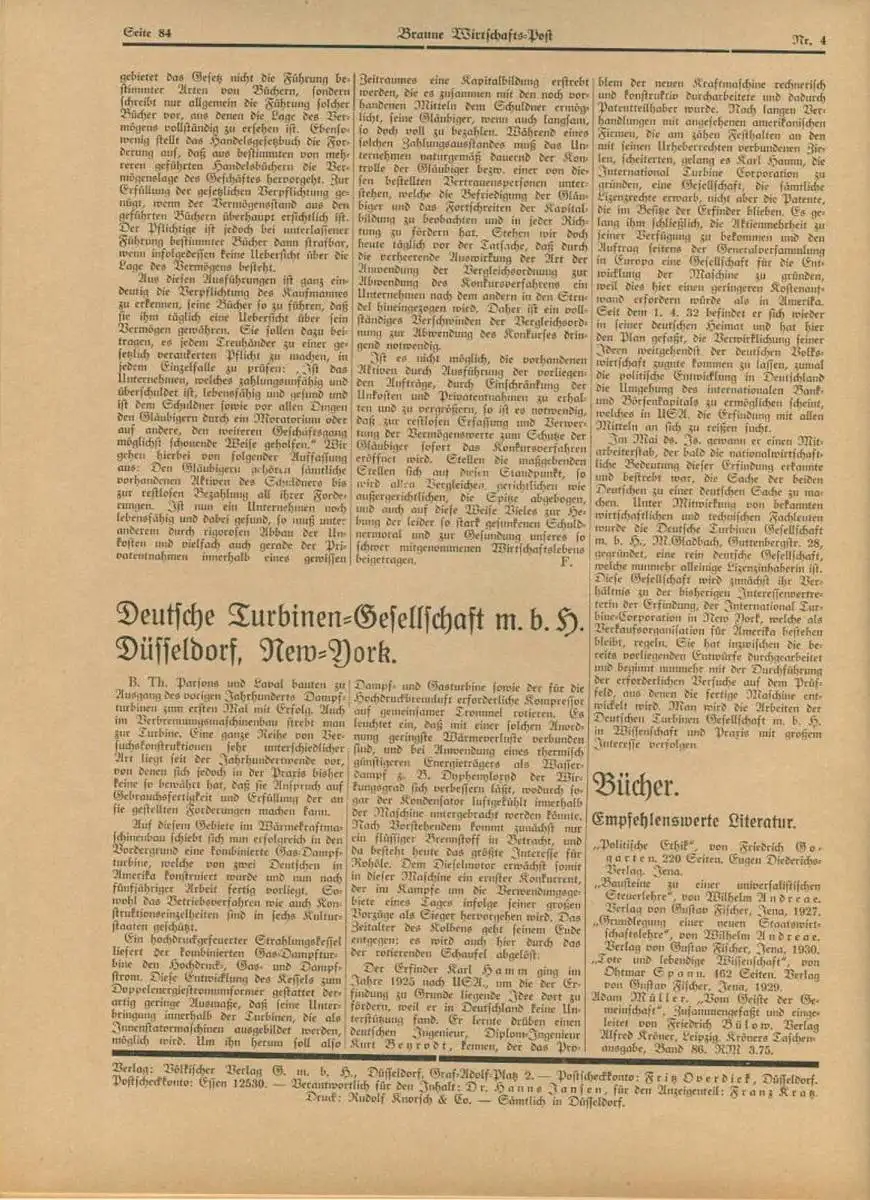 Seite 84
Braune Wirtschafts-Post
Nr. 4
gebietet das Gesetz nicht die Führung be-
stimmter Arten von Büchern, sondern
schreibt nur allgemein die Führung solcher
Bücher vor, aus denen die Lage des Ver-
mögens vollständig zu ersehen ist. Ebenso-
wenig stellt das Handelsgesetzbuch die For-
derung auf, daß aus bestimmten von meh-
reren geführten Handelsbüchern die Ver-
mögenslage des Geschäftes hervorgeht. Zur
Erfüllung der gesetzlichen Verpflichtung ge-
nügt, wenn der Vermögensstand aus den
geführten Büchern überhaupt ersichtlich ist.
Der Pflichtige ist jedoch bei unterlassener
Führung bestimmter Bücher dann strafbar,
wenn infolgedessen keine Uebersicht über die
Lage des Vermögens besteht.
Aus diesen Ausführungen ist ganz ein-
deutig die Verpflichtung des Kaufmannes
zu erkennen, seine Bücher so zu führen, daß
sie ihm täglich eine Uebersicht über sein
Vermögen gewähren. Sie sollen dazu bei-
tragen, es jedem Treuhänder zu einer ge-
setzlich verankerten Pflicht zu machen, in
jedem Einzelfalle zu prüfen: „Ist das
Unternehmen, welches zahlungsunfähig und
überschuldet ist, lebensfähig und gesund und
ist dem Schuldner sowie vor allen Dingen
den Gläubigern durch ein Moratorium oder
auf andere, den weiteren Geschäftsgang
möglichst schonende Weise geholfen.“ Wir
gehen hierbei von folgender Auffassung
aus: Den Gläubigern gehören sämtliche
vorhandenen Aktiven des Schuldners bis
zur restlosen Bezahlung all ihrer Forde-
rungen. Ist nun ein Unternehmen noch
lebensfähig und dabei gesund, so muß unter
anderem durch rigorosen Abbau der Un-
kosten und vielfach auch gerade der Pri-
vatentnahmen innerhalb eines gewissen
Zeitraumes eine Kapitalbildung erstrebt
werden, die es zusammen mit den noch vor-
handenen Mitteln dem Schuldner ermög-
licht, seine Gläubiger, wenn auch langsam,
so doch voll zu bezahlen. Während eines
solchen Zahlungsausstandes muß das Un-
ternehmen naturgemäß dauernd der Kon-
trolle der Gläubiger bezw. einer von die-
sen bestellten Vertrauenspersonen unter-
stehen, welche die Befriedigung der Gläu-
biger und das Fortschreiten der Kapital-
bildung zu beobachten und in jeder Rich-
tung zu fördern hat. Stehen wir doch
heute täglich vor der Tatsache, daß durch
die verheerende Auswirkung der Art der
Anwendung der Vergleichsordnung zur
Abwendung des Konkursverfahrens ein
Unternehmen nach dem andern in den Stru-
del hineingezogen wird. Daher ist ein voll-
ständiges Verschwinden der Vergleichsord-
nung zur Abwendung des Konkurses drin-
gend notwendig.
Ist es nicht möglich, die vorhandenen
Aktiven durch Ausführung der vorliegen-
den Aufträge, durch Einschränkung der
Unkosten und Privatentnahmen zu erhal-
ten und zu vergrößern, so ist es notwendig,
daß zur restlosen Erfassung und Verwer-
tung der Vermögenswerte zum Schutze der
Gläubiger sofort das Konkursverfahren
eröffnet wird. Stellen die maßgebenden
Stellen sich auf diesen Standpunkt, so
wird allen Vergleichen, gerichtlichen wie
außergerichtlichen, die Spitze abgebogen,
und auch auf diese Weise Vieles zur He-
bung der leider so stark gesunkenen Schuld-
nermoral und zur Gesundung unseres so
schwer mitgenommenen Wirtschaftslebens
beigetragen. F.
Deutsche Turbinen-Gesellschaft m. b. H.
Düsseldorf, New-York.
B. Th. Parsons und Laval bauten zu
Ausgang des vorigen Jahrhunderts Dampf-
turbinen zum ersten Mal mit Erfolg. Auch
im Verbrennungsmaschinenbau strebt man
zur Turbine. Eine ganze Reihe von Ver-
suchskonstruktionen sehr unterschiedlicher
Art liegt seit der Jahrhundertwende vor,
von denen sich jedoch in der Praxis bisher
keine so bewährt hat, daß sie Anspruch auf
Gebrauchsfertigkeit und Erfüllung der an
sie gestellten Forderungen machen kann.
Auf diesem Gebiete im Wärmekraftma-
schinenbau schiebt sich nun erfolgreich in den
Vordergrund eine kombinierte Gas-Dampf-
turbine, welche von zwei Deutschen in
Amerika konstruiert wurde und nun nach
fünfjähriger Arbeit fertig vorliegt. So-
wohl das Betriebsverfahren wie auch Kon-
struktionseinzelheiten sind in sechs Kultur-
staaten geschützt.
Ein hochdruckgefeuerter Strahlungskessel
liefert der kombinierten Gas-Dampftur-
bine den Hochdruck-, Gas- und Dampf-
strom. Diese Entwicklung des Kessels zum
Doppelenergiestromumformer gestattet der-
artig geringe Ausmaße, daß seine Unter-
bringung innerhalb der Turbinen, die als
Innenstatormaschinen ausgebildet werden,
möglich wird. Um ihn herum soll also
Dampf- und Gasturbine sowie der für die
Hochdruckbrennluft erforderliche Kompressor
auf gemeinsamer Trommel rotieren. Es
leuchtet ein, daß mit einer solchen Anord-
nung geringste Wärmeverluste verbunden
sind, und bei Anwendung eines thermisch
günstigeren Energieträgers als Wasser-
dampf z. B. Dyphenyloxyd der Wir-
kungsgrad sich verbessern läßt, wodurch so-
gar der Kondensator luftgekühlt innerhalb
der Maschine untergebracht werden könnte.
Nach Vorstehendem kommt zunächst nur
ein flüssiger Brennstoff in Betracht, und
da besteht heute das größte Interesse für
Rohöle. Dem Dieselmotor erwächst somit
in dieser Maschine ein ernster Konkurrent,
der im Kampfe um die Verwendungsge-
biete eines Tages infolge seiner großen
Vorzüge als Sieger hervorgehen wird. Das
Zeitalter des Kolbens geht seinem Ende
entgegen: es wird auch hier durch das
der rotierenden Schaufel abgelöst:
Der Erfinder Karl Hamm ging im
Jahre 1925 nach USA., um die der Er-
findung zu Grunde liegende Idee dort zu
fördern, weil er in Deutschland keine Un-
terstützung fand. Er lernte drüben einen
deutschen Ingenieur, Diplom-Ingenieur
Kurt Beyrodt, kennen, der das Pro-
blem der neuen Kraftmaschine rechnerisch
und konstruktiv durcharbeitete und dadurch
Patentteilhaber wurde. Nach langen Ver-
handlungen mit angesehenen amerikanischen
Firmen, die am zähen Festhalten an den
mit seinen Urheberrechten verbundenen Zie-
len, scheiterten, gelang es Karl Hamm, die
International Turbine Corporation zu
gründen, eine Gesellschaft, die sämtliche
Lizenzrechte erwarb, nicht aber die Patente,
die im Besitze der Erfinder blieben. Es ge-
lang ihm schließlich, die Aktienmehrheit zu
seiner Verfügung zu bekommen und den
Auftrag seitens der Generalversammlung
in Europa eine Gesellschaft für die Ent-
wicklung der Maschine zu gründen,
weil dies hier einen geringeren Kostenauf-
wand erfordern würde als in Amerika.
Seit dem 1. 4. 32 befindet er sich wieder
in seiner deutschen Heimat und hat hier
den Plan gefaßt, die Verwirklichung seiner
Ideen weitgehendst der deutschen Volks-
wirtschaft zugute kommen zu lassen, zumal
die politische Entwicklung in Deutschland
die Umgehung des internationalen Bank-
und Börsenkapitals zu ermöglichen scheint,
welches in USA. die Erfindung mit allen
Mitteln an sich zu reißen sucht.
Im Mai ds. Js. gewann er einen Mit-
arbeiterstab, der bald die nationalwirtschaft-
liche Bedeutung dieser Erfindung erkannte
und bestrebt war, die Sache der beiden
Deutschen zu einer deutschen Sache zu ma-
chen. Unter Mitwirkung von bekannten
wirtschaftlichen und technischen Fachleuten
wurde die Deutsche Turbinen Gesellschaft
m. b. H., M.Gladbach, Guttenbergstr. 28,
gegründet, eine rein deutsche Gesellschaft,
welche nunmehr alleinige Lizenzinhaberin ist.
Diese Gesellschaft wird zunächst ihr Ver-
hältnis zu der bisherigen Interessenvertre-
terin der Erfindung, der International Tur-
bine-Corporation in New York, welche als
Verkaufsorganisation für Amerika bestehen
bleibt, regeln. Sie hat inzwischen die be-
reits vorliegenden Entwürfe durchgearbeitet
und beginnt nunmehr mit der Durchführung
der erforderlichen Versuche auf dem Prüf-
feld, aus denen die fertige Maschine ent-
wickelt wird. Man wird die Arbeiten der
Deutschen Turbinen Gesellschaft m. b. H.
in Wissenschaft und Praxis mit großem
Interesse verfolgen.
Bücher.
Empfehlenswerte Literatur.
„Politische Ethik“, von Friedrich Go-
garten. 220 Seiten. Eugen Diederichs-
Verlag, Jena.
„Bausteine zu einer universalistischen
Steuerlehre“, von Wilhelm Andreae.
Verlag von Gustav Fischer, Jena, 1927.
„Grundlegung einer neuen Staatswirt-
schaftslehre“, von Wilhelm Andreae.
Verlag von Gustav Fischer, Jena, 1930.
„Tote und lebendige Wissenschaft“, von
Othmar Spann. 462 Seiten. Verlag
von Gustav Fischer, Jena, 1929.
Adam Müller. „Vom Geiste der Ge-
meinschaft“, Zusammengefaßt und einge-
leitet von Friedrich Bülow. Verlag
Alfred Kröner, Leipzig. Kröners Taschen-
ausgabe, Band 86. RM 3.75.
Verlag: Völkischer Verlag G. m. b. H., Düsseldorf, Graf-Adolf-Platz 2. — Postscheckkonto: Fritz Overdick, Düsseldorf.
Postscheckkonto: Essen 12530. — Verantwortlich für den Inhalt: Dr. Hanns Jansen, für den Anzeigenteil: Franz Kratz.
Druck: Rudolf Knorsch & Co. — Sämtlich in Düsseldorf.